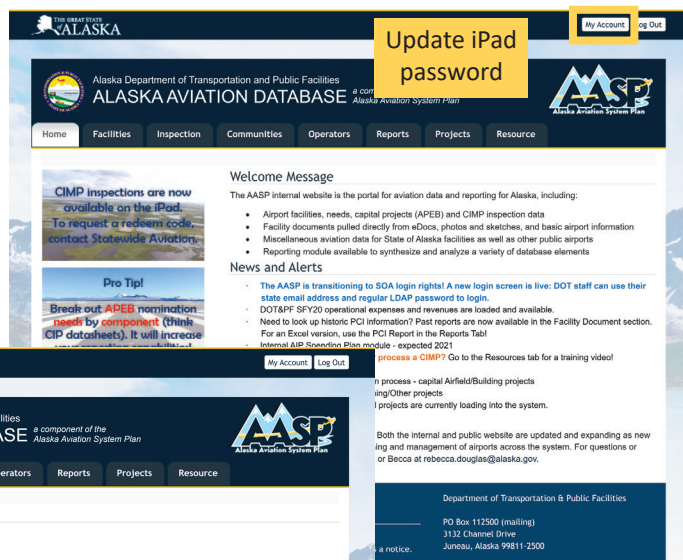 THE GREAT STATE
of ALASKA
My Account
Log Out
Update iPad
password
Alaska Department of Transportation and Public Facilities
ALASKA AVIATION DATABASE
a com
Alaska Aviation System Plan
AASP
Alaska Aviation System Plan
Home Facilities Inspection Communities Operators Reports Projects Resource
CIMP inspections are now
available on the iPad.
To request a redeem code,
contact Statewide Aviation.
Pro Tip!
Break out APEB nomination
needs by component (think
CIP datasheets). It will increase
your reporting capabilities!
Welcome Message
The AASP internal website is the portal for aviation data and reporting for Alaska, including:
• Airport facilities, needs, capital projects (APEB) and CIMP inspection data
• Facility documents pulled directly from eDocs, photos and sketches, and basic airport information
• Miscellaneous aviation data for State of Alaska facilities as well as other public airports
• Reporting module available to synthesize and analyze a variety of database elements
News and Alerts
· The AASP is transitioning to SOA login rights! A new login screen is live: DOT staff can use their
state email address and regular LDAP password to login.
· DOT&PF SFY20 operational expenses and revenues are loaded and available.
· Need to look up historic PCI information? Past reports are now available in the Facility Document section.
For an Excel version, use the PCI Report in the Reports Tab!
· Internal AIP Spending Plan module - expected 2021
process a CIMP? Go to the Resources tab for a training video!
n process - capital Airfield/Building projects
ing/Other projects
projects are currently loading into the system.
Both the internal and public website are updated and expanding as new
ing and management of airports across the system. For questions or
or Becca at rebecca.douglas@alaska.gov.
My Account Log Out
lities
ASE
a component of the
Alaska Aviation System Plan
AASP
Alaska Aviation System Plan
erators Reports Projects Resource
a notice.
Department of Transportation & Public Facilities
PO Box 112500 (mailing)
3132 Channel Drive
Juneau, Alaska 99811-2500